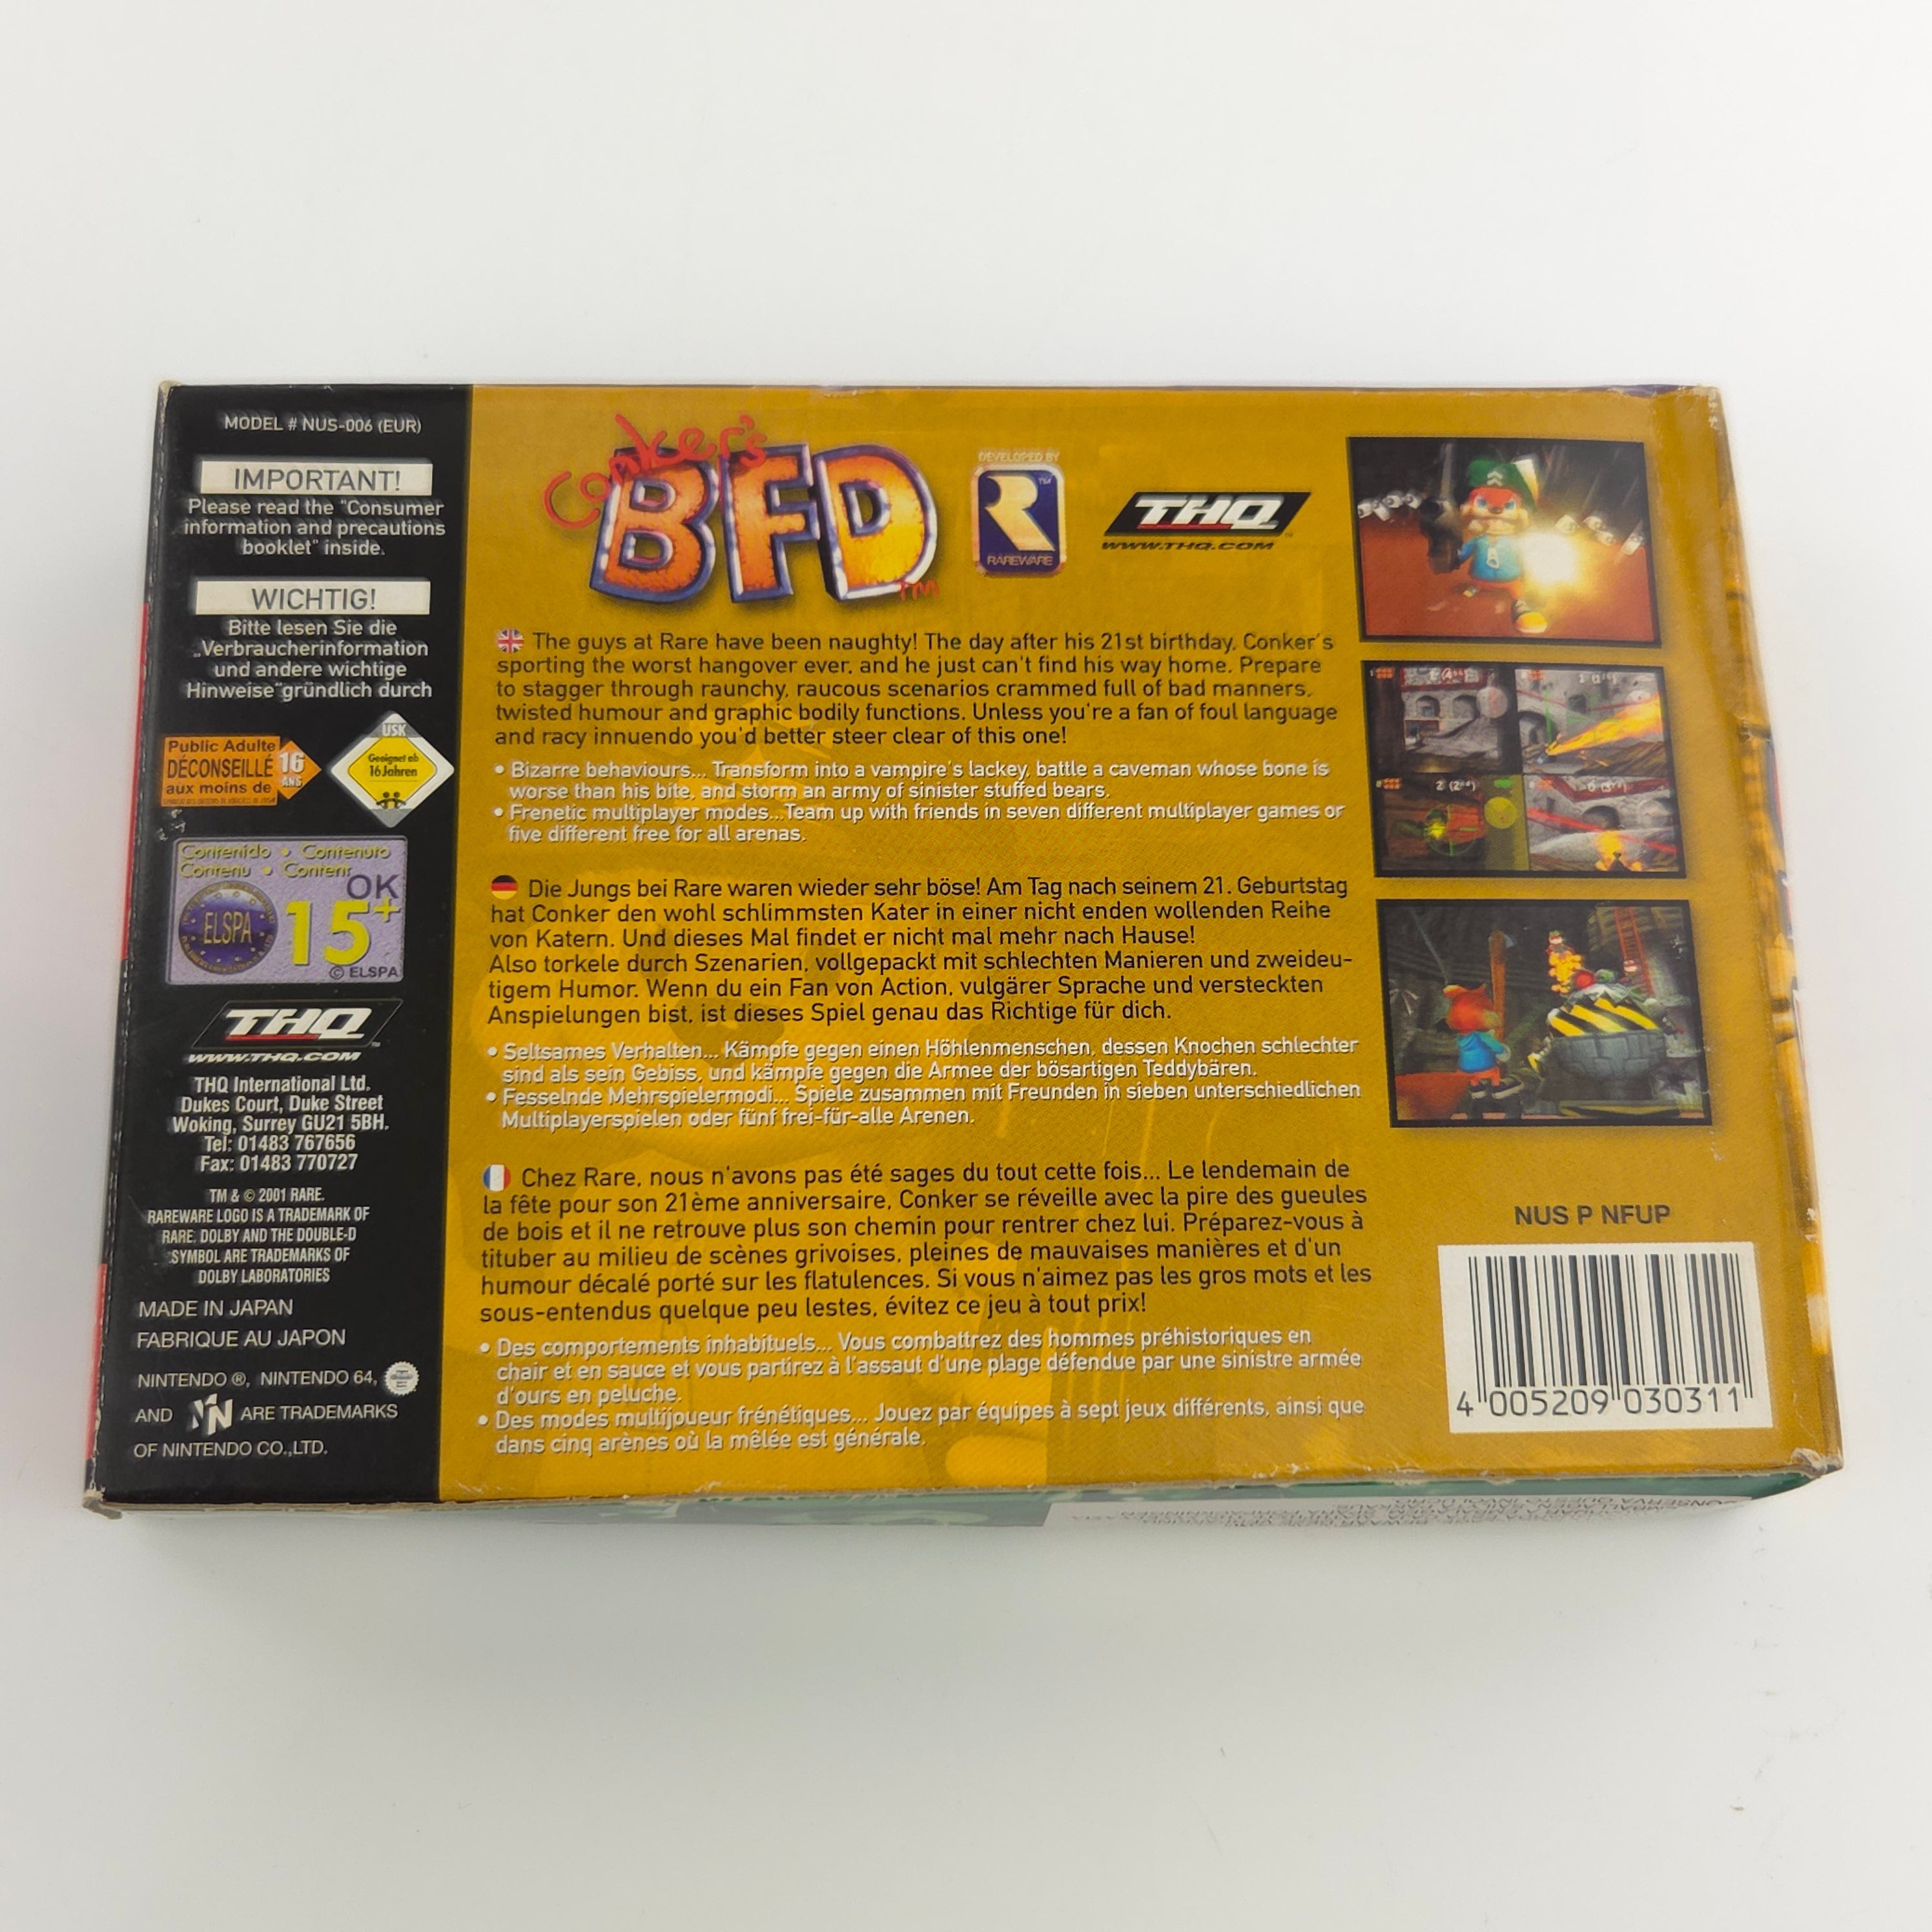 MODEL # NUS-006 (EUR)
IMPORTANT!
Please read the "Consumer
information and precautions
booklet" inside.
WICHTIG!
Bitte lesen Sie die
„Verbraucherinformation
und andere wichtige
Hinweise"gründlich durch
Public Adulte
DÉCONSEILLÉ
aux moins de
16
ANS
USK
Geeignet ab
16 Jahren
Contenido • Contenuto
Contenu • Content
OK
ELSPA
15+
© ELSPA
THQ
WWW.THQ.COM
THQ International Ltd.
Dukes Court, Duke Street
Woking, Surrey GU21 5BH.
Tel: 01483 767656
Fax: 01483 770727
TM & © 2001 RARE.
RAREWARE LOGO IS A TRADEMARK OF
RARE. DOLBY AND THE DOUBLE-D
SYMBOL ARE TRADEMARKS OF
DOLBY LABORATORIES
MADE IN JAPAN
FABRIQUE AU JAPON
NINTENDO ®, NINTENDO 64,
AND N ARE TRADEMARKS
OF NINTENDO CO.,LTD.
Conker's
BFD™
DEVELOPED BY
R™
RAREWARE
THQ™
WWW.THQ.COM
The guys at Rare have been naughty! The day after his 21st birthday, Conker's
sporting the worst hangover ever, and he just can't find his way home. Prepare
to stagger through raunchy, raucous scenarios crammed full of bad manners,
twisted humour and graphic bodily functions. Unless you're a fan of foul language
and racy innuendo you'd better steer clear of this one!
• Bizarre behaviours... Transform into a vampire's lackey, battle a caveman whose bone is
worse than his bite, and storm an army of sinister stuffed bears.
• Frenetic multiplayer modes...Team up with friends in seven different multiplayer games or
five different free for all arenas.
Die Jungs bei Rare waren wieder sehr böse! Am Tag nach seinem 21. Geburtstag
hat Conker den wohl schlimmsten Kater in einer nicht enden wollenden Reihe
von Katern. Und dieses Mal findet er nicht mal mehr nach Hause!
Also torkele durch Szenarien, vollgepackt mit schlechten Manieren und zweideu-
tigem Humor. Wenn du ein Fan von Action, vulgärer Sprache und versteckten
Anspielungen bist, ist dieses Spiel genau das Richtige für dich.
• Seltsames Verhalten... Kämpfe gegen einen Höhlenmenschen, dessen Knochen schlechter
sind als sein Gebiss, und kämpfe gegen die Armee der bösartigen Teddybären.
• Fesselnde Mehrspielermodi... Spiele zusammen mit Freunden in sieben unterschiedlichen
Multiplayerspielen oder fünf frei-für-alle Arenen.
Chez Rare, nous n'avons pas été sages du tout cette fois... Le lendemain de
la fête pour son 21ème anniversaire, Conker se réveille avec la pire des gueules
de bois et il ne retrouve plus son chemin pour rentrer chez lui. Préparez-vous à
tituber au milieu de scènes grivoises, pleines de mauvaises manières et d'un
humour décalé porté sur les flatulences. Si vous n'aimez pas les gros mots et les
sous-entendus quelque peu lestes, évitez ce jeu à tout prix!
• Des comportements inhabituels... Vous combattrez des hommes préhistoriques en
chair et en sauce et vous partirez à l'assaut d'une plage défendue par une sinistre armée
d'ours en peluche.
• Des modes multijoueur frénétiques... Jouez par équipes à sept jeux différents, ainsi que
dans cinq arènes où la mêlée est générale.
NUS P NFUP
4 005209 030311